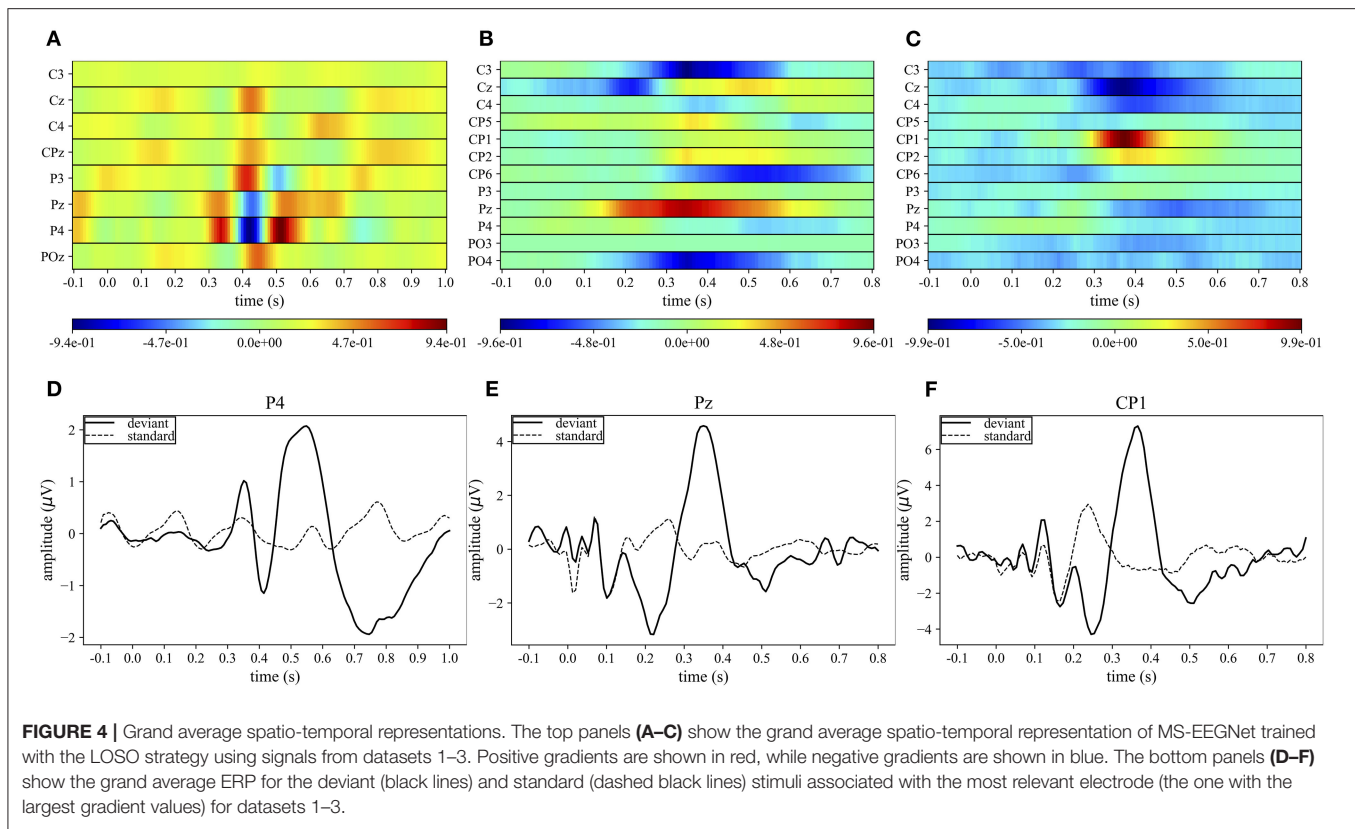 A
B
C
C3
Cz
C4
CPz
P3
Pz
P4
POz
-0.1 0.0 0.1 0.2 0.3 0.4 0.5 0.6 0.7 0.8 0.9 1.0
time (s)
-9.4e-01 -4.7e-01 0.0e+00 4.7e-01 9.4e-01
C3
Cz
C4
CP5
CP1
CP2
CP6
P3
Pz
P4
PO3
PO4
-0.1 0.0 0.1 0.2 0.3 0.4 0.5 0.6 0.7 0.8
time (s)
-9.6e-01 -4.8e-01 0.0e+00 4.8e-01 9.6e-01
C3
Cz
C4
CP5
CP1
CP2
CP6
P3
Pz
P4
PO3
PO4
-0.1 0.0 0.1 0.2 0.3 0.4 0.5 0.6 0.7 0.8
time (s)
-9.9e-01 -5.0e-01 0.0e+00 5.0e-01 9.9e-01
D
P4
deviant
standard
amplitude (μV)
2
1
0
−1
−2
-0.1 0.0 0.1 0.2 0.3 0.4 0.5 0.6 0.7 0.8 0.9 1.0
time (s)
E
Pz
deviant
standard
amplitude (μV)
4
2
0
−2
-0.1 0.0 0.1 0.2 0.3 0.4 0.5 0.6 0.7 0.8
time (s)
F
CP1
deviant
standard
amplitude (μV)
6
4
2
0
−2
−4
-0.1 0.0 0.1 0.2 0.3 0.4 0.5 0.6 0.7 0.8
time (s)
FIGURE 4 | Grand average spatio-temporal representations. The top panels (A–C) show the grand average spatio-temporal representation of MS-EEGNet trained
with the LOSO strategy using signals from datasets 1–3. Positive gradients are shown in red, while negative gradients are shown in blue. The bottom panels (D–F)
show the grand average ERP for the deviant (black lines) and standard (dashed black lines) stimuli associated with the most relevant electrode (the one with the
largest gradient values) for datasets 1–3.